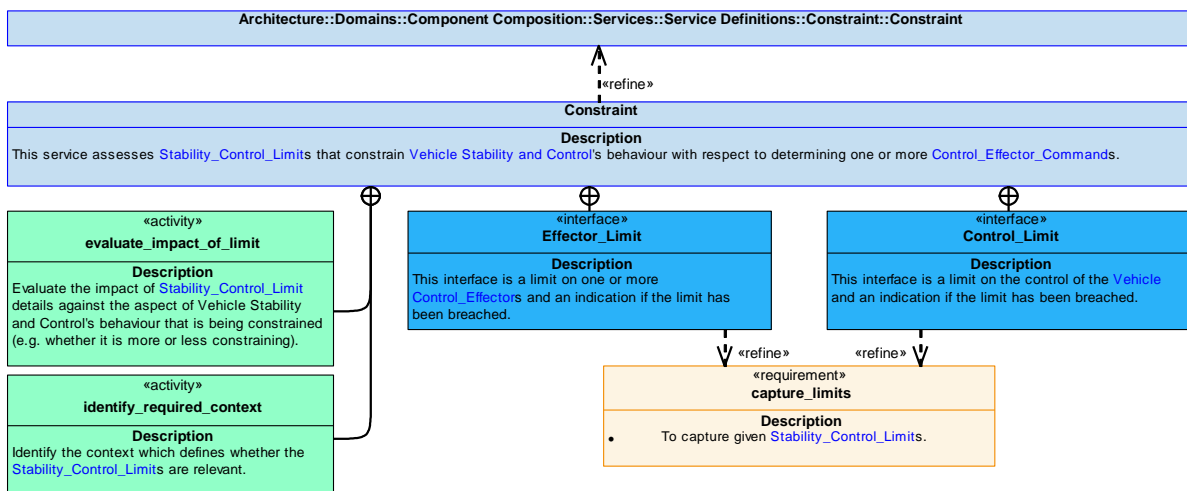 Architecture::Domains::Component Composition::Services::Service Definitions::Constraint::Constraint
«refine»
Constraint
Description
This service assesses Stability_Control_Limits that constrain Vehicle Stability and Control's behaviour with respect to determining one or more Control_Effector_Commands.
«activity»
evaluate_impact_of_limit
Description
Evaluate the impact of Stability_Control_Limit
details against the aspect of Vehicle Stability
and Control's behaviour that is being constrained
(e.g. whether it is more or less constraining).
«interface»
Effector_Limit
Description
This interface is a limit on one or more
Control_Effectors and an indication if the limit has
been breached.
«interface»
Control_Limit
Description
This interface is a limit on the control of the Vehicle
and an indication if the limit has been breached.
«refine»
«refine»
«activity»
identify_required_context
Description
Identify the context which defines whether the
Stability_Control_Limits are relevant.
«requirement»
capture_limits
Description
• To capture given Stability_Control_Limits.